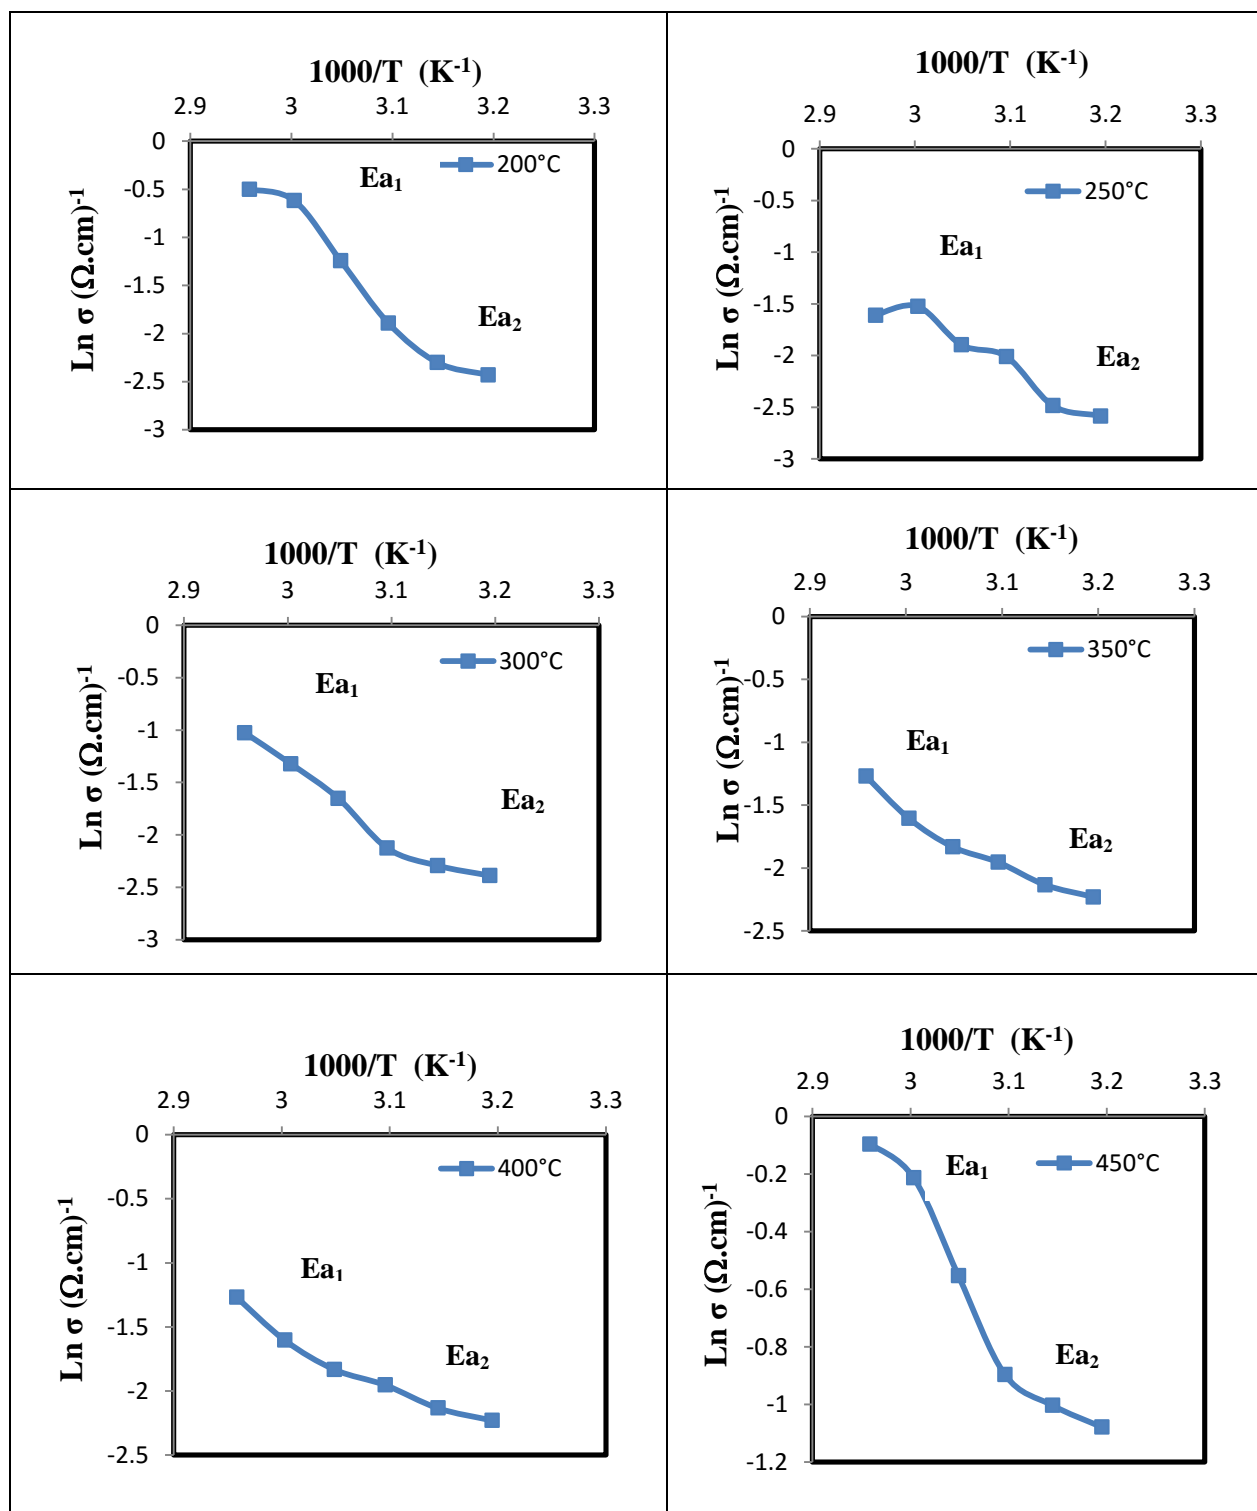 1000/T (K-1)
2.9 3 3.1 3.2 3.3
0
-0.5
-1
-1.5
-2
-2.5
-3
Ln σ (Ω.cm)-1
200°C
Ea1
Ea2
1000/T (K-1)
2.9 3 3.1 3.2 3.3
0
-0.5
-1
-1.5
-2
-2.5
-3
Ln σ (Ω.cm)-1
250°C
Ea1
Ea2
1000/T (K-1)
2.9 3 3.1 3.2 3.3
0
-0.5
-1
-1.5
-2
-2.5
-3
Ln σ (Ω.cm)-1
300°C
Ea1
Ea2
1000/T (K-1)
2.9 3 3.1 3.2 3.3
0
-0.5
-1
-1.5
-2
-2.5
Ln σ (Ω.cm)-1
350°C
Ea1
Ea2
1000/T (K-1)
2.9 3 3.1 3.2 3.3
0
-0.5
-1
-1.5
-2
-2.5
Ln σ (Ω.cm)-1
400°C
Ea1
Ea2
1000/T (K-1)
2.9 3 3.1 3.2 3.3
0
-0.2
-0.4
-0.6
-0.8
-1
-1.2
Ln σ (Ω.cm)-1
450°C
Ea1
Ea2